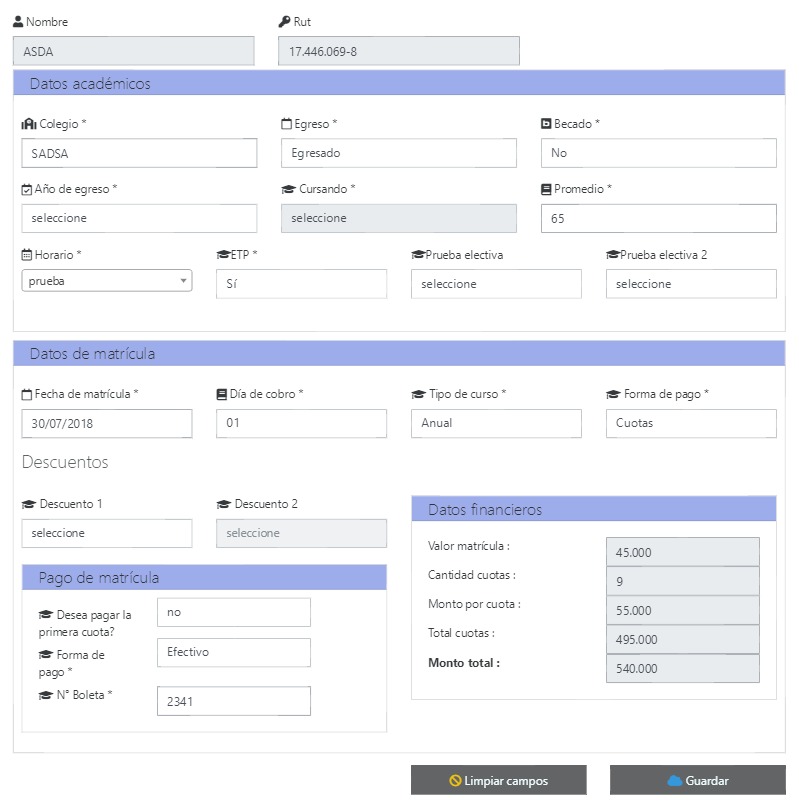 Nombre
Rut
ASDA
17.446.069-8
Datos académicos
Colegio *
Egreso *
Becado *
SADSA
Egresado
No
Año de egreso *
Cursando *
Promedio *
seleccione
seleccione
65
Horario *
ETP *
Prueba electiva
Prueba electiva 2
prueba
Sí
seleccione
seleccione
Datos de matrícula
Fecha de matrícula *
Día de cobro *
Tipo de curso *
Forma de pago *
30/07/2018
01
Anual
Cuotas
Descuentos
Descuento 1
Descuento 2
seleccione
seleccione
Pago de matrícula
Desea pagar la
primera cuota?
no
Forma de
pago *
Efectivo
N° Boleta *
2341
Datos financieros
Valor matrícula :
45.000
Cantidad cuotas :
9
Monto por cuota :
55.000
Total cuotas :
495.000
Monto total :
540.000
Limpiar campos
Guardar